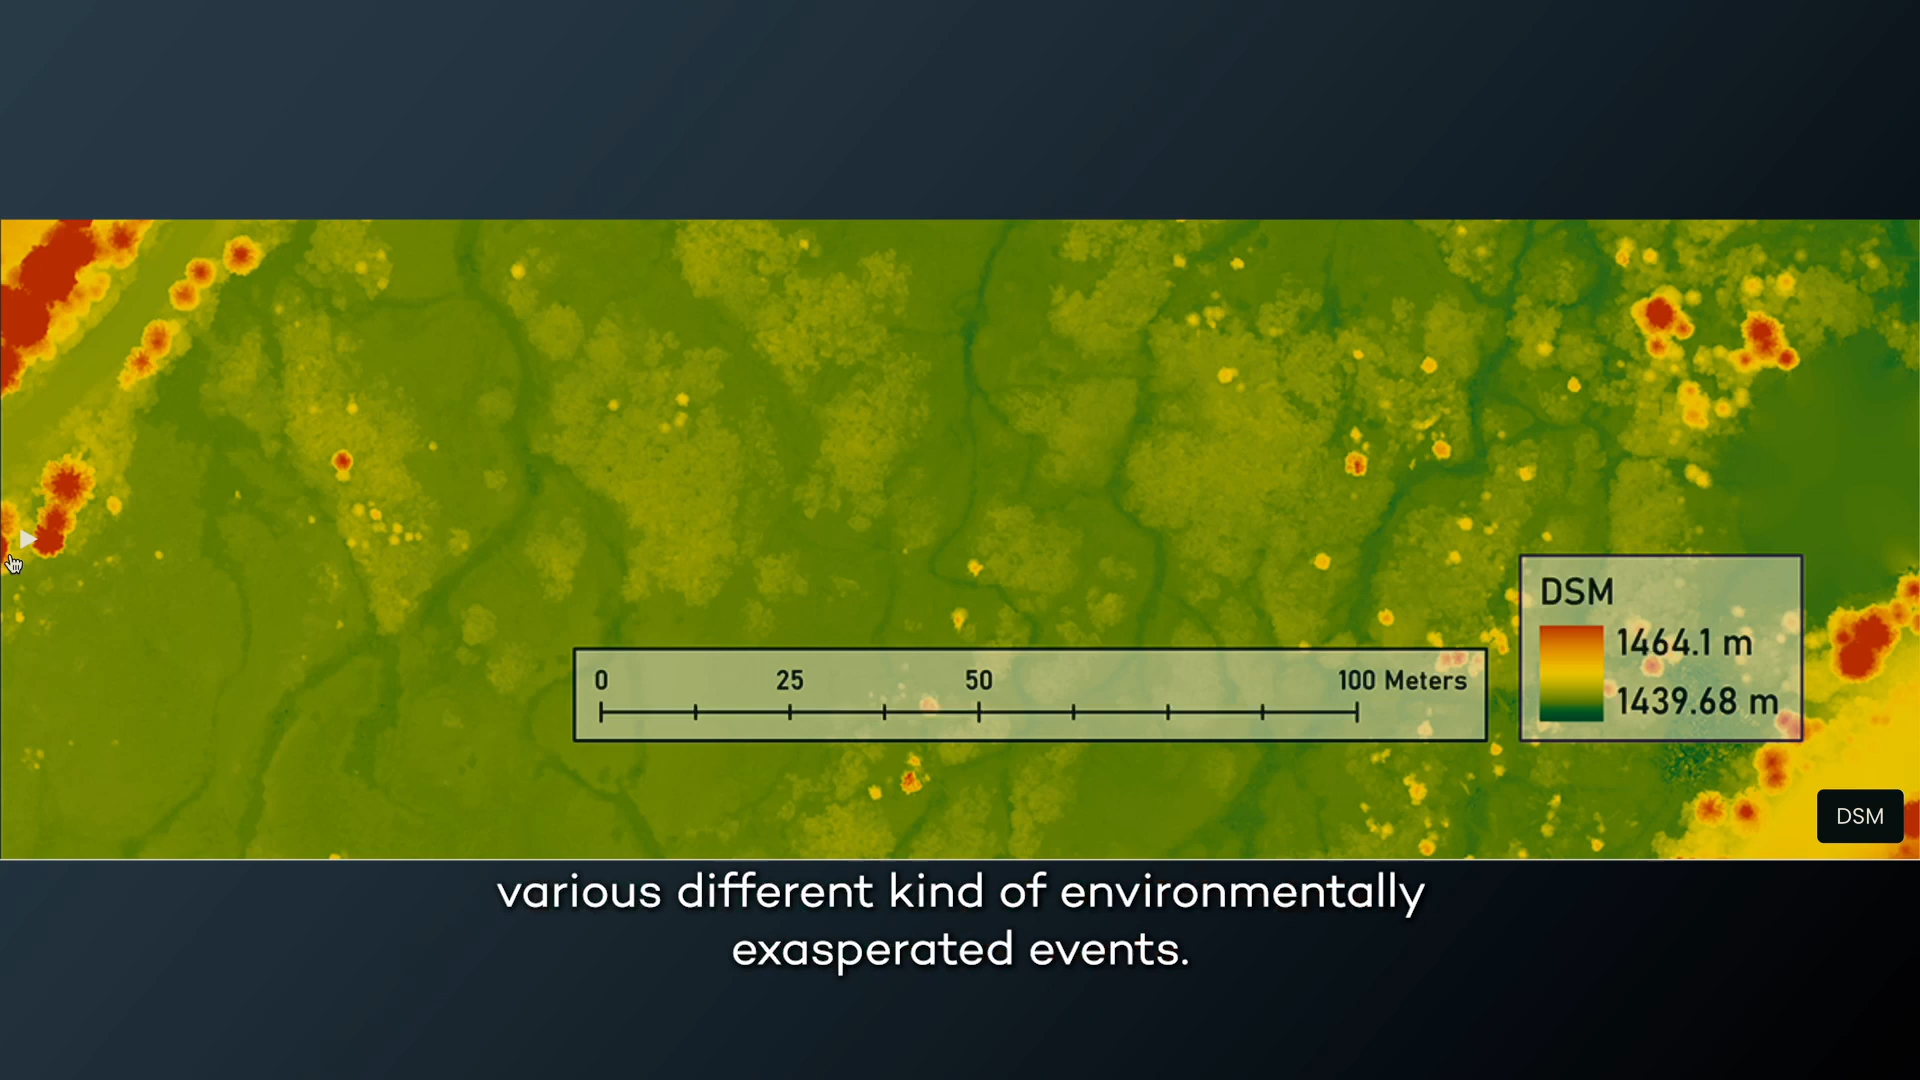 DSM
1464.1 m
1439.68 m
0 25 50 100 Meters
DSM
various different kind of environmentally
exasperated events.